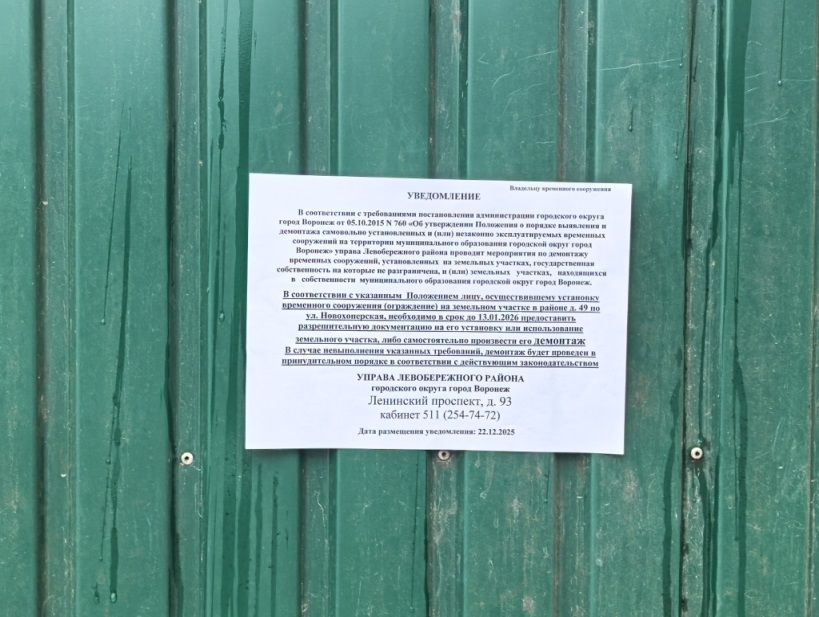 Владельцу временного сооружения
УВЕДОМЛЕНИЕ
В соответствии с требованиями постановления администрации городского округа
город Воронеж от 05.10.2015 N 760 «Об утверждении Положения о порядке выявления и
демонтажа самовольно установленных и (или) незаконно эксплуатируемых временных
сооружений на территории муниципального образования городской округ город
Воронеж» управа Левобережного района проводит мероприятия по демонтажу
временных сооружений, установленных на земельных участках, государственная
собственность на которые не разграничена, и (или) земельных участках, находящихся
в собственности муниципального образования городской округ город Воронеж.
В соответствии с указанным Положением лицу, осуществившему установку
временного сооружения (ограждение) на земельном участке в районе д. 49 по
ул. Новохоперская, необходимо в срок до 13.01.2026 предоставить
разрешительную документацию на его установку или использование
земельного участка, либо самостоятельно произвести его демонтаж
В случае невыполнения указанных требований, демонтаж будет проведен в
принудительном порядке в соответствии с действующим законодательством
УПРАВА ЛЕВОБЕРЕЖНОГО РАЙОНА
городского округа город Воронеж
Ленинский проспект, д. 93
кабинет 511 (254-74-72)
Дата размещения уведомления: 22.12.2025